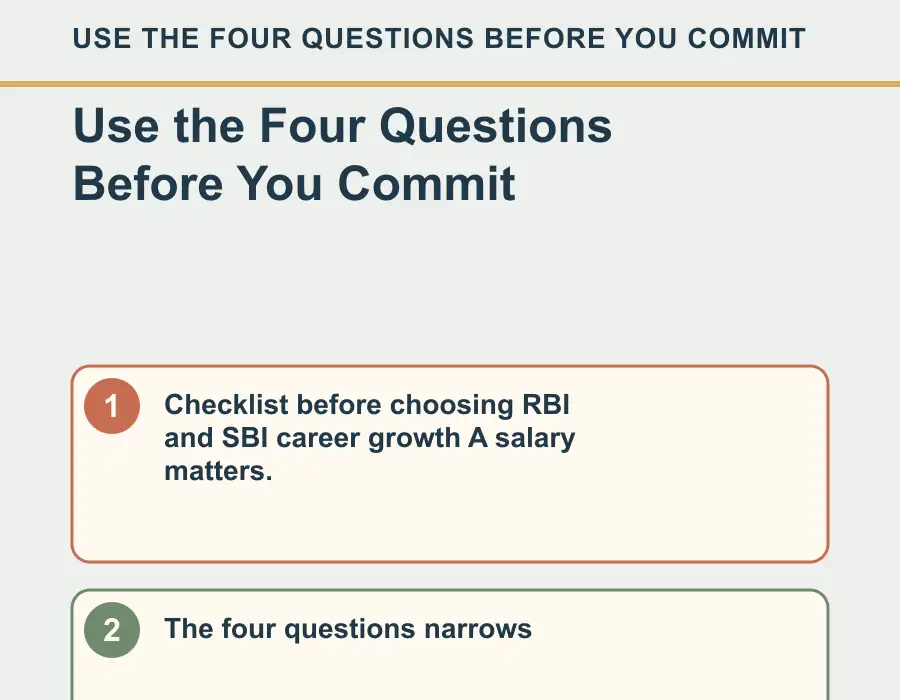 USE THE FOUR QUESTIONS BEFORE YOU COMMIT
Use the Four Questions
Before You Commit
1
Checklist before choosing RBI
and SBI career growth A salary
matters.
2
The four questions narrows